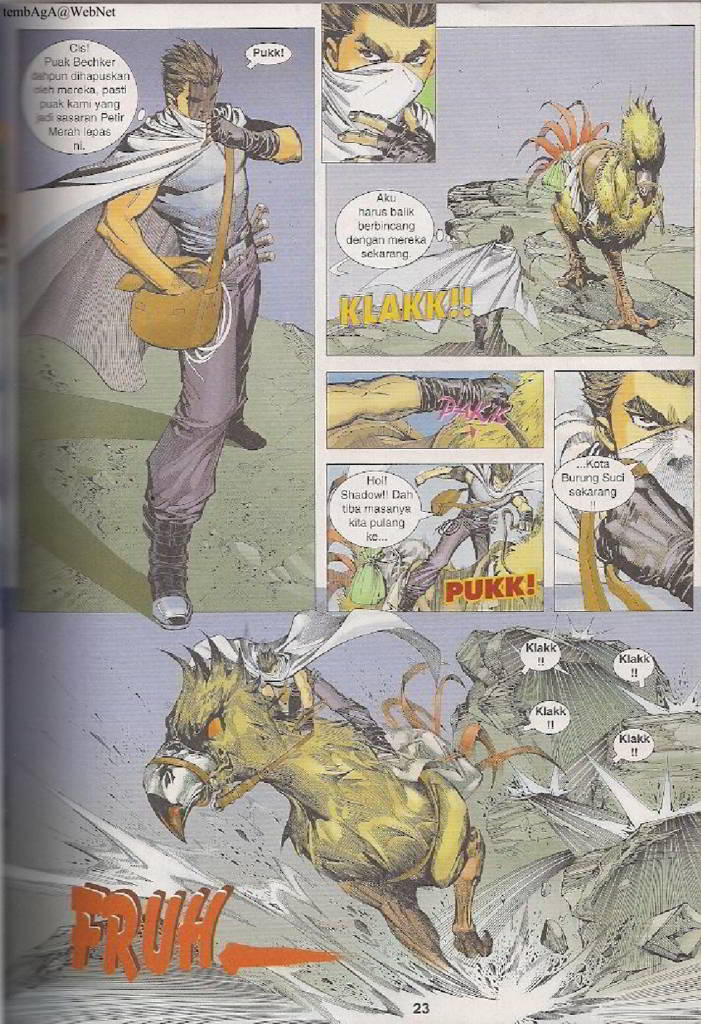 tembAgA@WebNet
Cis!
Puak Bechker
dahpun dihapuskan
oleh mereka, pasti
puak kami yang
jadi sasaran Petir
Merah lepas
ni.
Pukk!
Aku
harus balik
berbincang
dengan mereka
sekarang.
KLAKK!!
PAKK
Hoi!
Shadow!! Dah
tiba masanya
kita pulang
ke...
PUKK!
...Kota
Burung Suci
sekarang
!!
Klakk
!!
Klakk
!!
Klakk
!!
Klakk
!!
FRUH
23